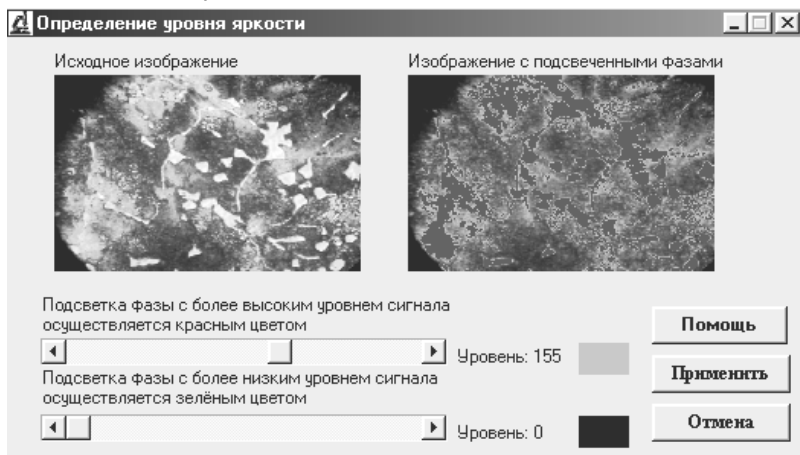 Определение уровня яркости
Исходное изображение
Изображение с подсвеченными фазами
Подсветка фазы с более высоким уровнем сигнала
осуществляется красным цветом
Уровень: 155
Подсветка фазы с более низким уровнем сигнала
осуществляется зелёным цветом
Уровень: 0
Помощь
Применить
Отмена